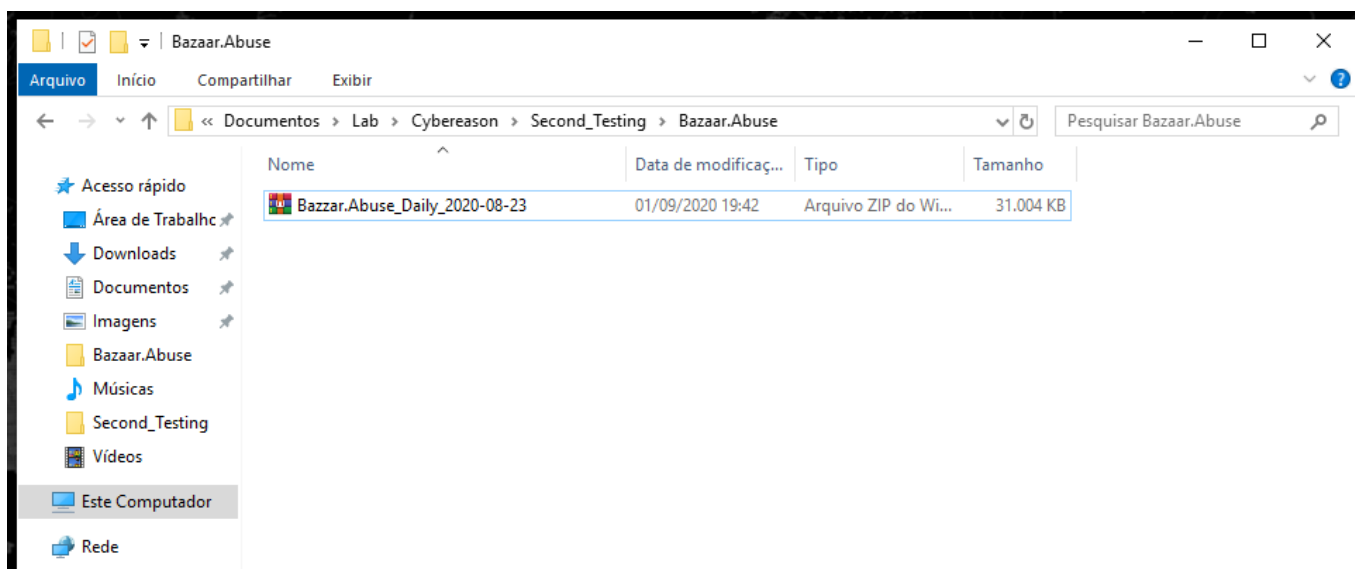 Bazaar.Abuse
Arquivo Início Compartilhar Exibir
« Documentos > Lab > Cybereason > Second_Testing > Bazaar.Abuse Pesquisar Bazaar.Abuse
Nome Data de modificaç... Tipo Tamanho
Acesso rápido
Bazzar.Abuse_Daily_2020-08-23 01/09/2020 19:42 Arquivo ZIP do Wi... 31.004 KB
Área de Trabalhc
Downloads
Documentos
Imagens
Bazaar.Abuse
Músicas
Second_Testing
Vídeos
Este Computador
Rede